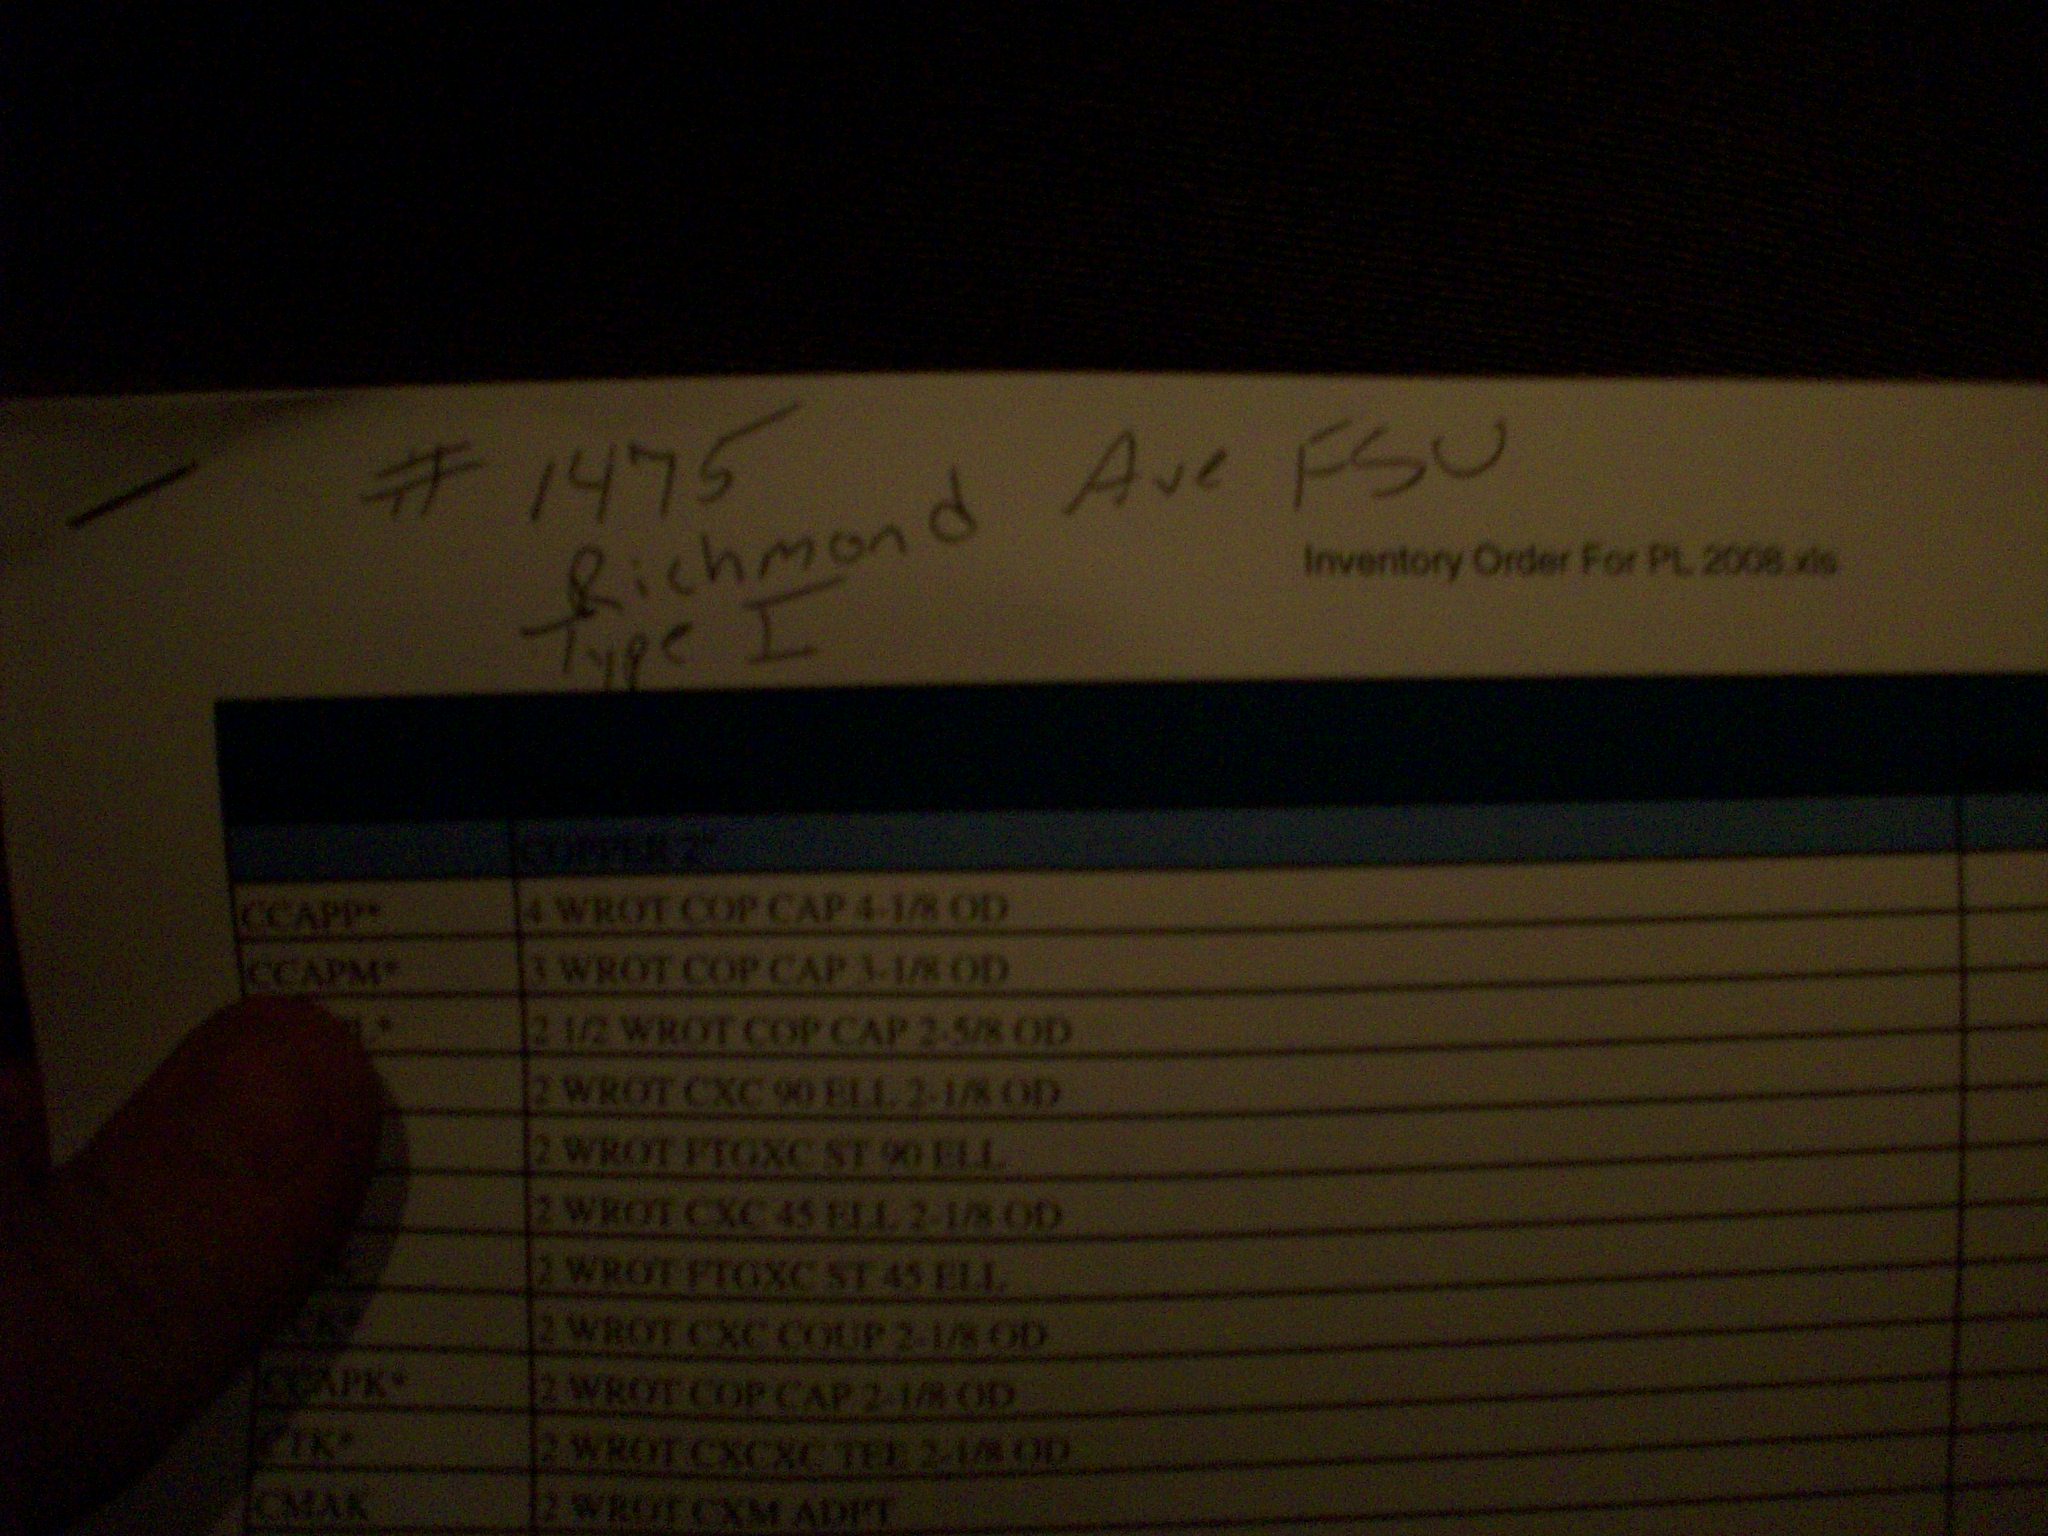 # 1475 Ave FSU
Richmond
Type I
Inventory Order For PL 2008.xls
COPPER 2"
CCAPP* 4 WROT COP CAP 4-1/8 OD
CCAPM* 3 WROT COP CAP 3-1/8 OD
L* 2 1/2 WROT COP CAP 2-5/8 OD
2 WROT CXC 90 ELL 2-1/8 OD
2 WROT FTGXC ST 90 ELL
2 WROT CXC 45 ELL 2-1/8 OD
2 WROT FTGXC ST 45 ELL
2 WROT CXC COUP 2-1/8 OD
CCAPK* 2 WROT COP CAP 2-1/8 OD
CTK* 2 WROT CXCXC TEE 2-1/8 OD
CMAK 2 WROT CXM ADPT